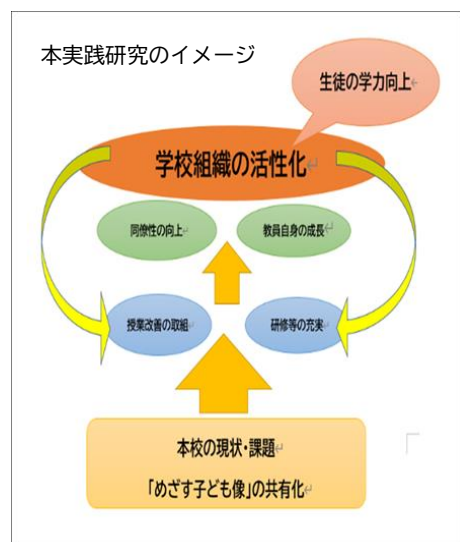 本実践研究のイメージ
生徒の学力向上
学校組織の活性化
同僚性の向上
教員自身の成長
授業改善の取組
研修等の充実
本校の現状・課題
「めざす子ども像」の共有化